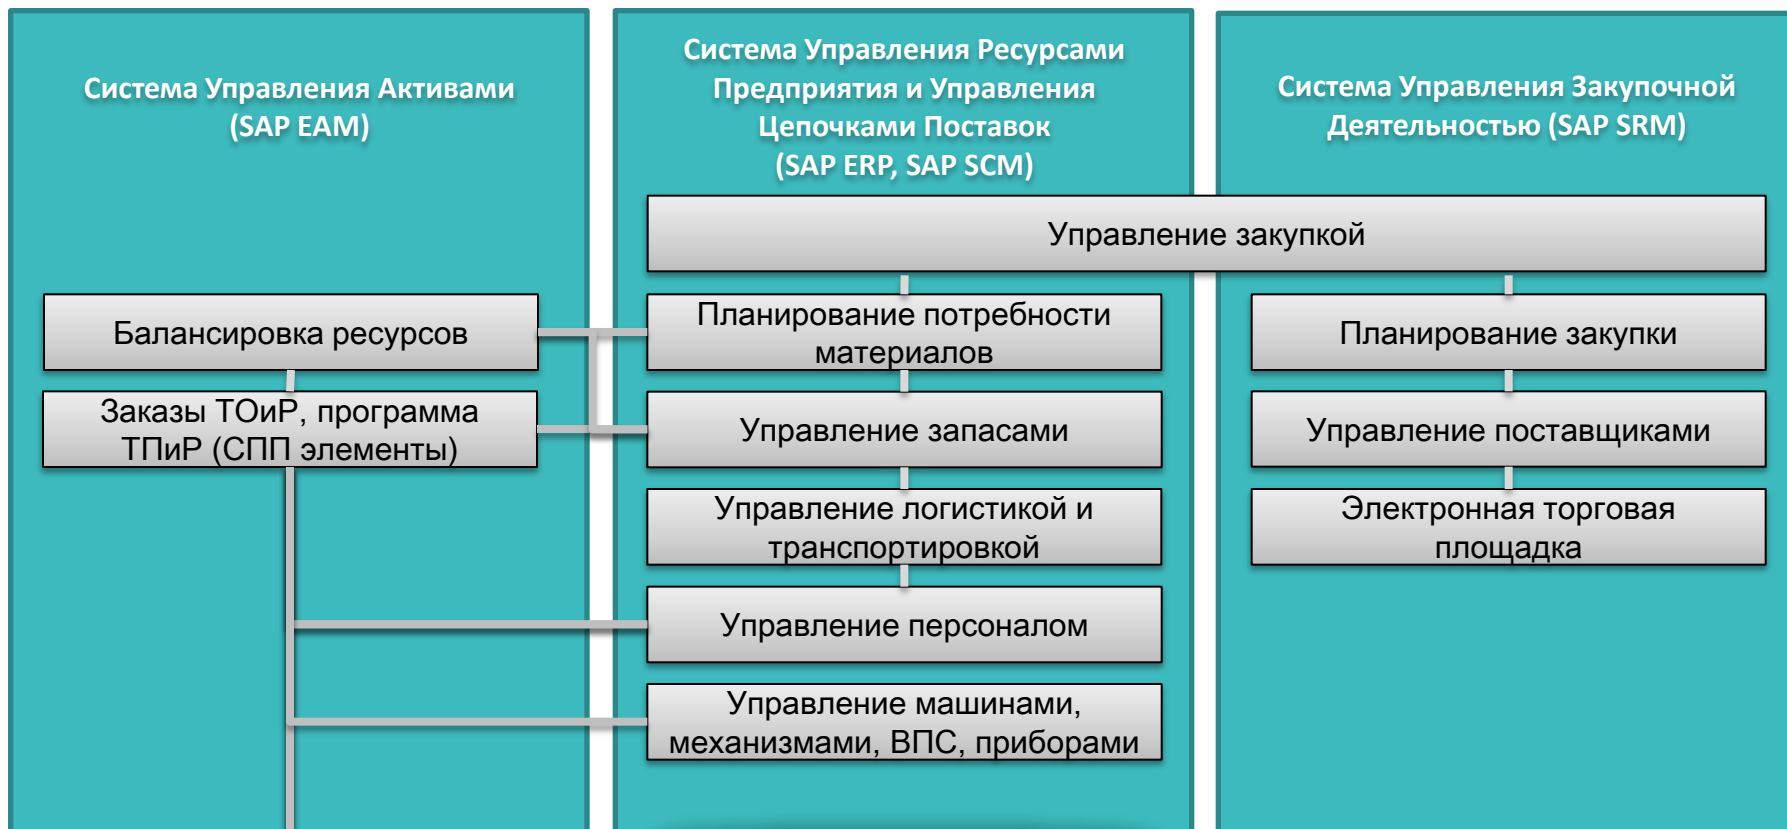 Система Управления Активами
(SAP EAM)
Система Управления Ресурсами
Предприятия и Управления
Цепочками Поставок
(SAP ERP, SAP SCM)
Система Управления Закупочной
Деятельностью (SAP SRM)
Управление закупкой
Балансировка ресурсов
Заказы ТОиР, программа
ТПиР (СПП элементы)
Планирование потребности
материалов
Управление запасами
Управление логистикой и
транспортировкой
Управление персоналом
Управление машинами,
механизмами, ВПС, приборами
Планирование закупки
Управление поставщиками
Электронная торговая
площадка